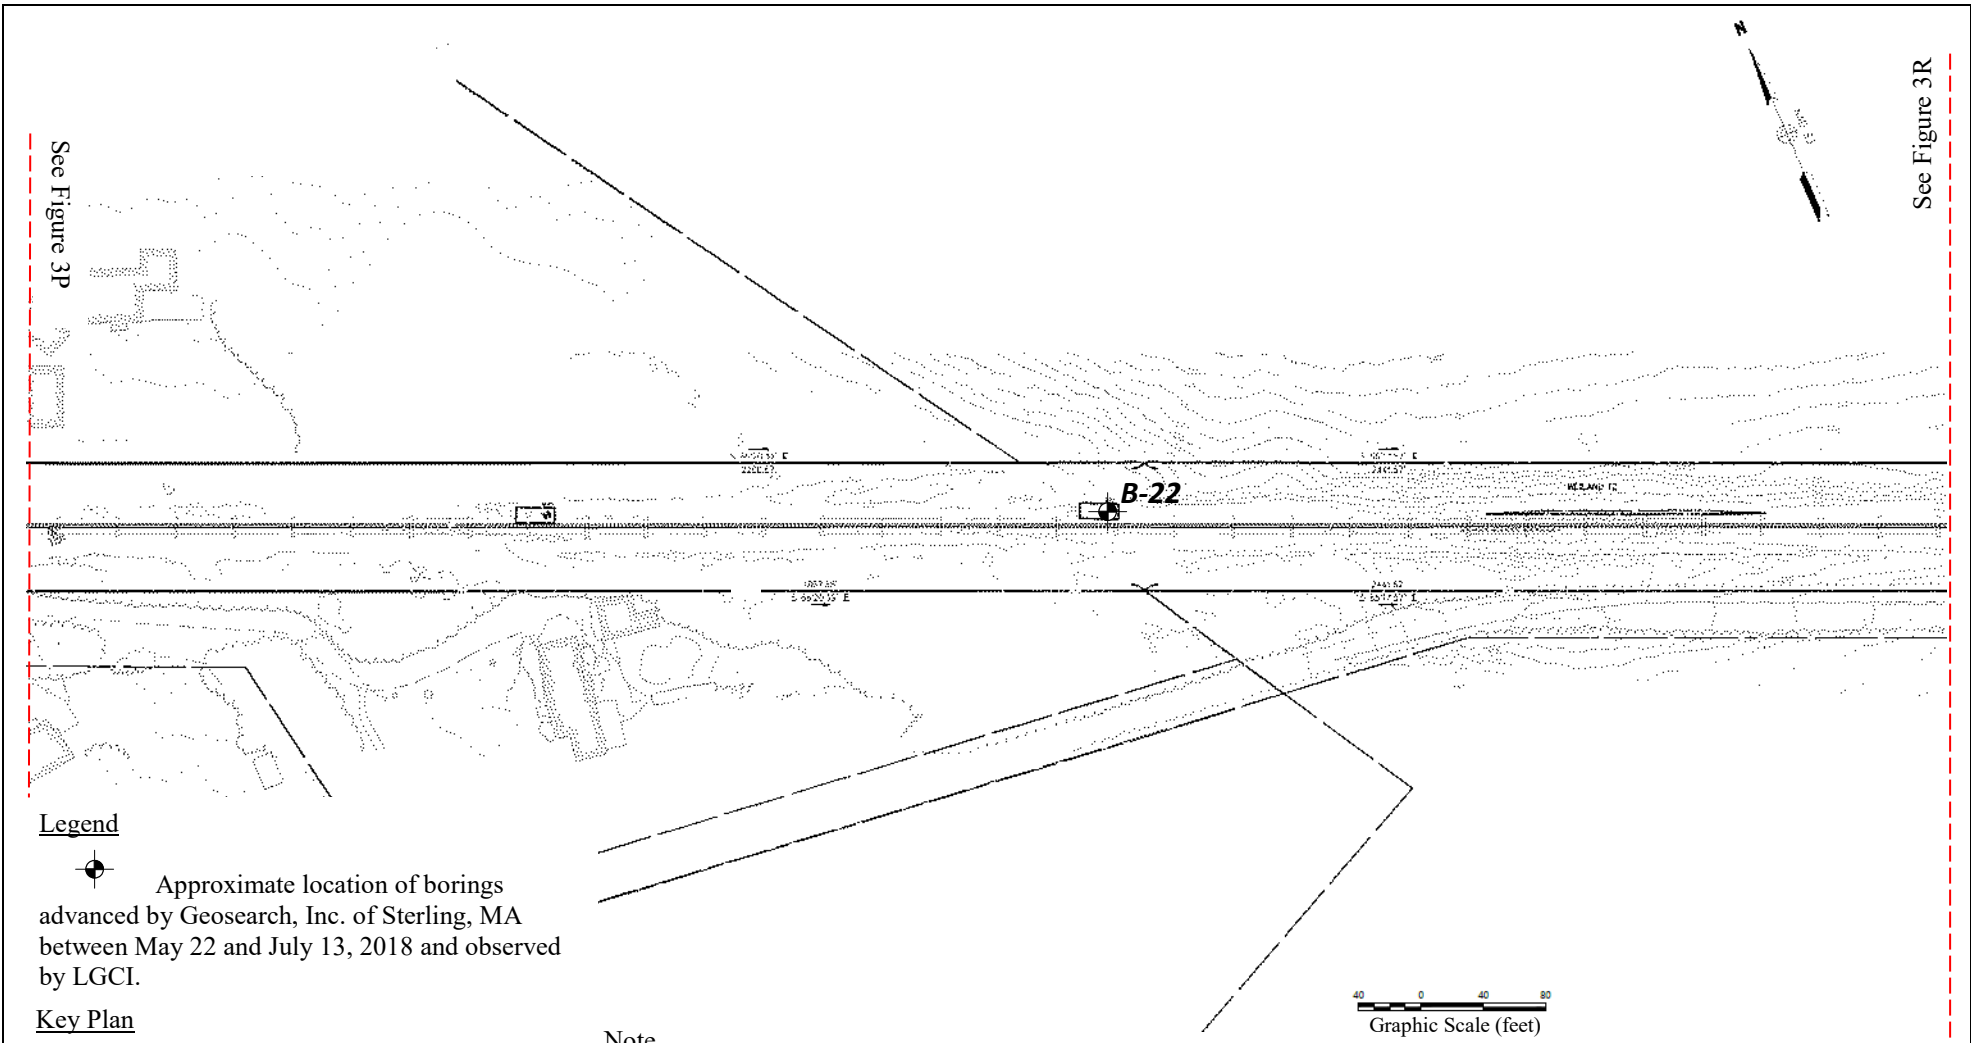 N
See Figure 3P
See Figure 3R
B-22
Legend
Approximate location of borings
advanced by Geosearch, Inc. of Sterling, MA
between May 22 and July 13, 2018 and observed
by LGCI.
Key Plan
Note
40 0 40 80
Graphic Scale (feet)